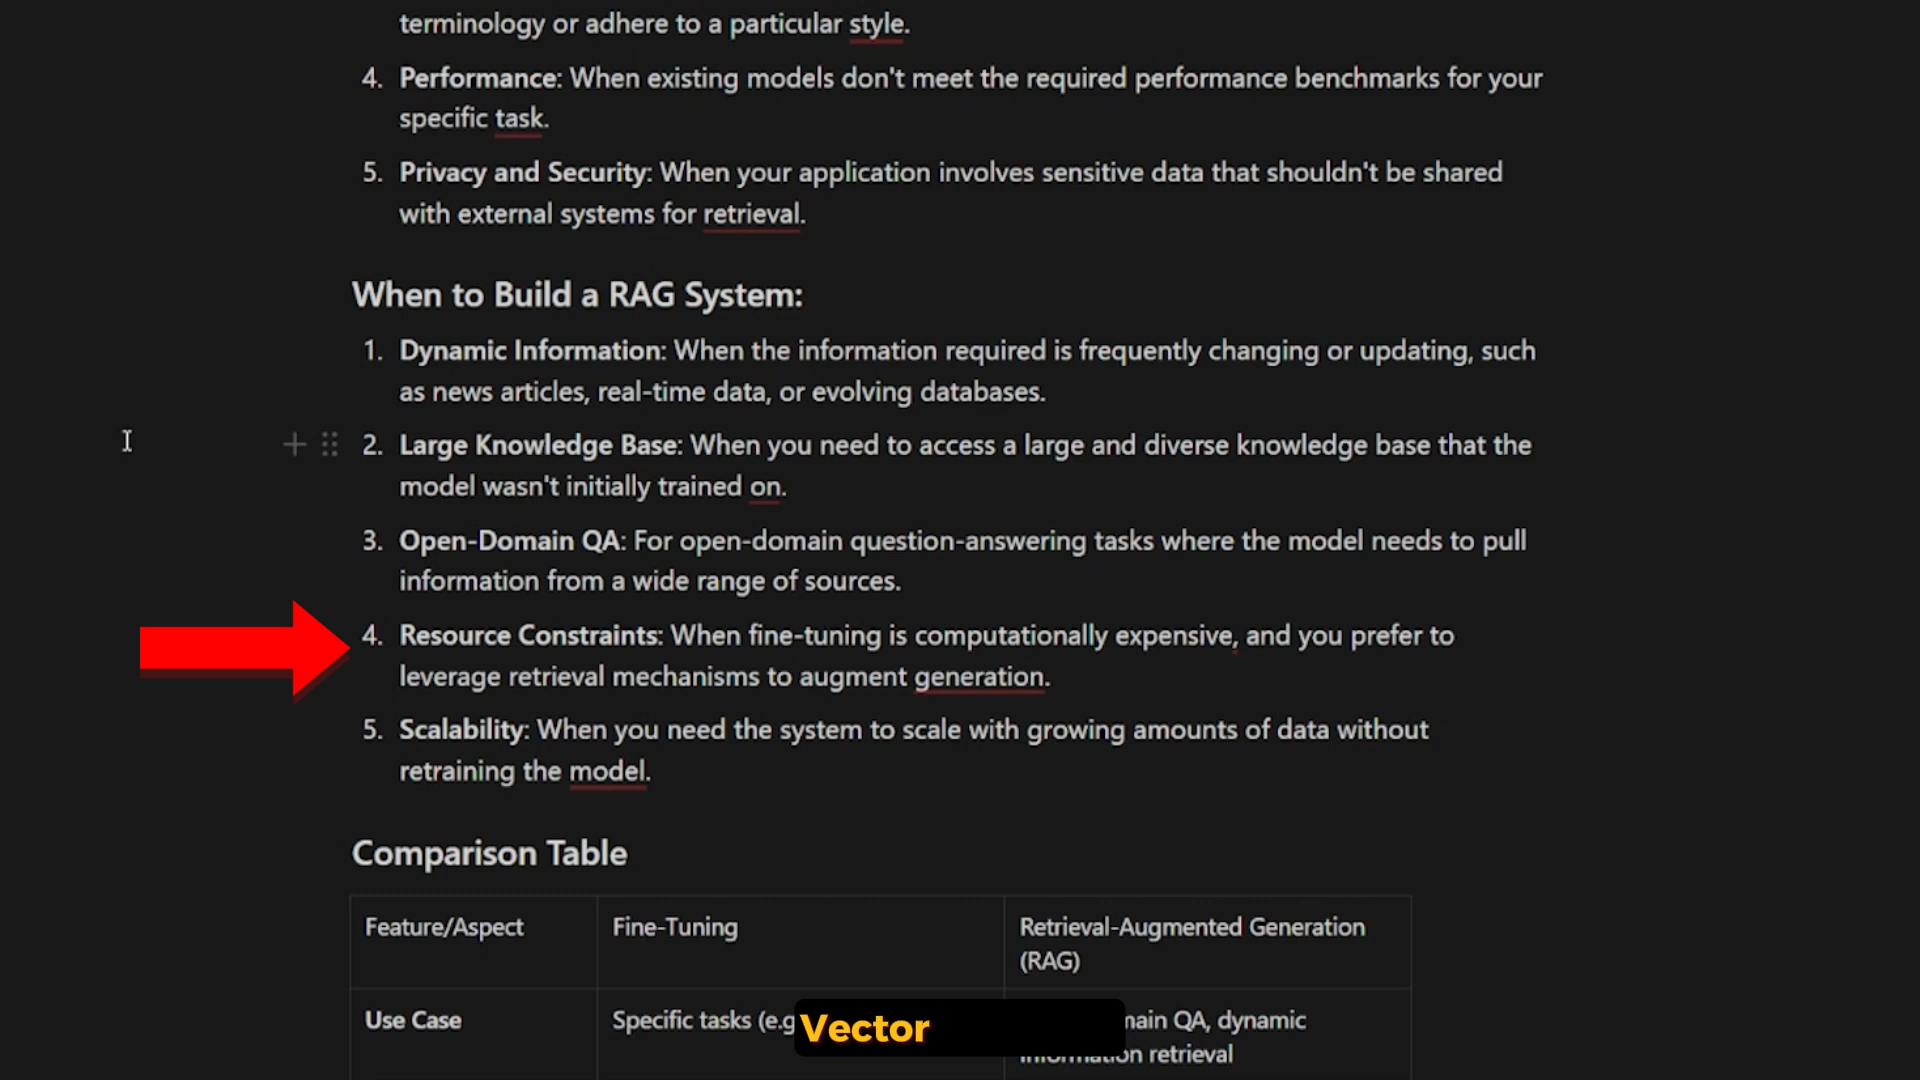 terminology or adhere to a particular style.
4. Performance: When existing models don't meet the required performance benchmarks for your
specific task.
5. Privacy and Security: When your application involves sensitive data that shouldn't be shared
with external systems for retrieval.
When to Build a RAG System:
1. Dynamic Information: When the information required is frequently changing or updating, such
as news articles, real-time data, or evolving databases.
2. Large Knowledge Base: When you need to access a large and diverse knowledge base that the
model wasn't initially trained on.
3. Open-Domain QA: For open-domain question-answering tasks where the model needs to pull
information from a wide range of sources.
4. Resource Constraints: When fine-tuning is computationally expensive, and you prefer to
leverage retrieval mechanisms to augment generation.
5. Scalability: When you need the system to scale with growing amounts of data without
retraining the model.
Comparison Table
Feature/Aspect
Fine-Tuning
Retrieval-Augmented Generation
(RAG)
Use Case
Specific tasks (e.g
QA, dynamic
retrieval
Vector